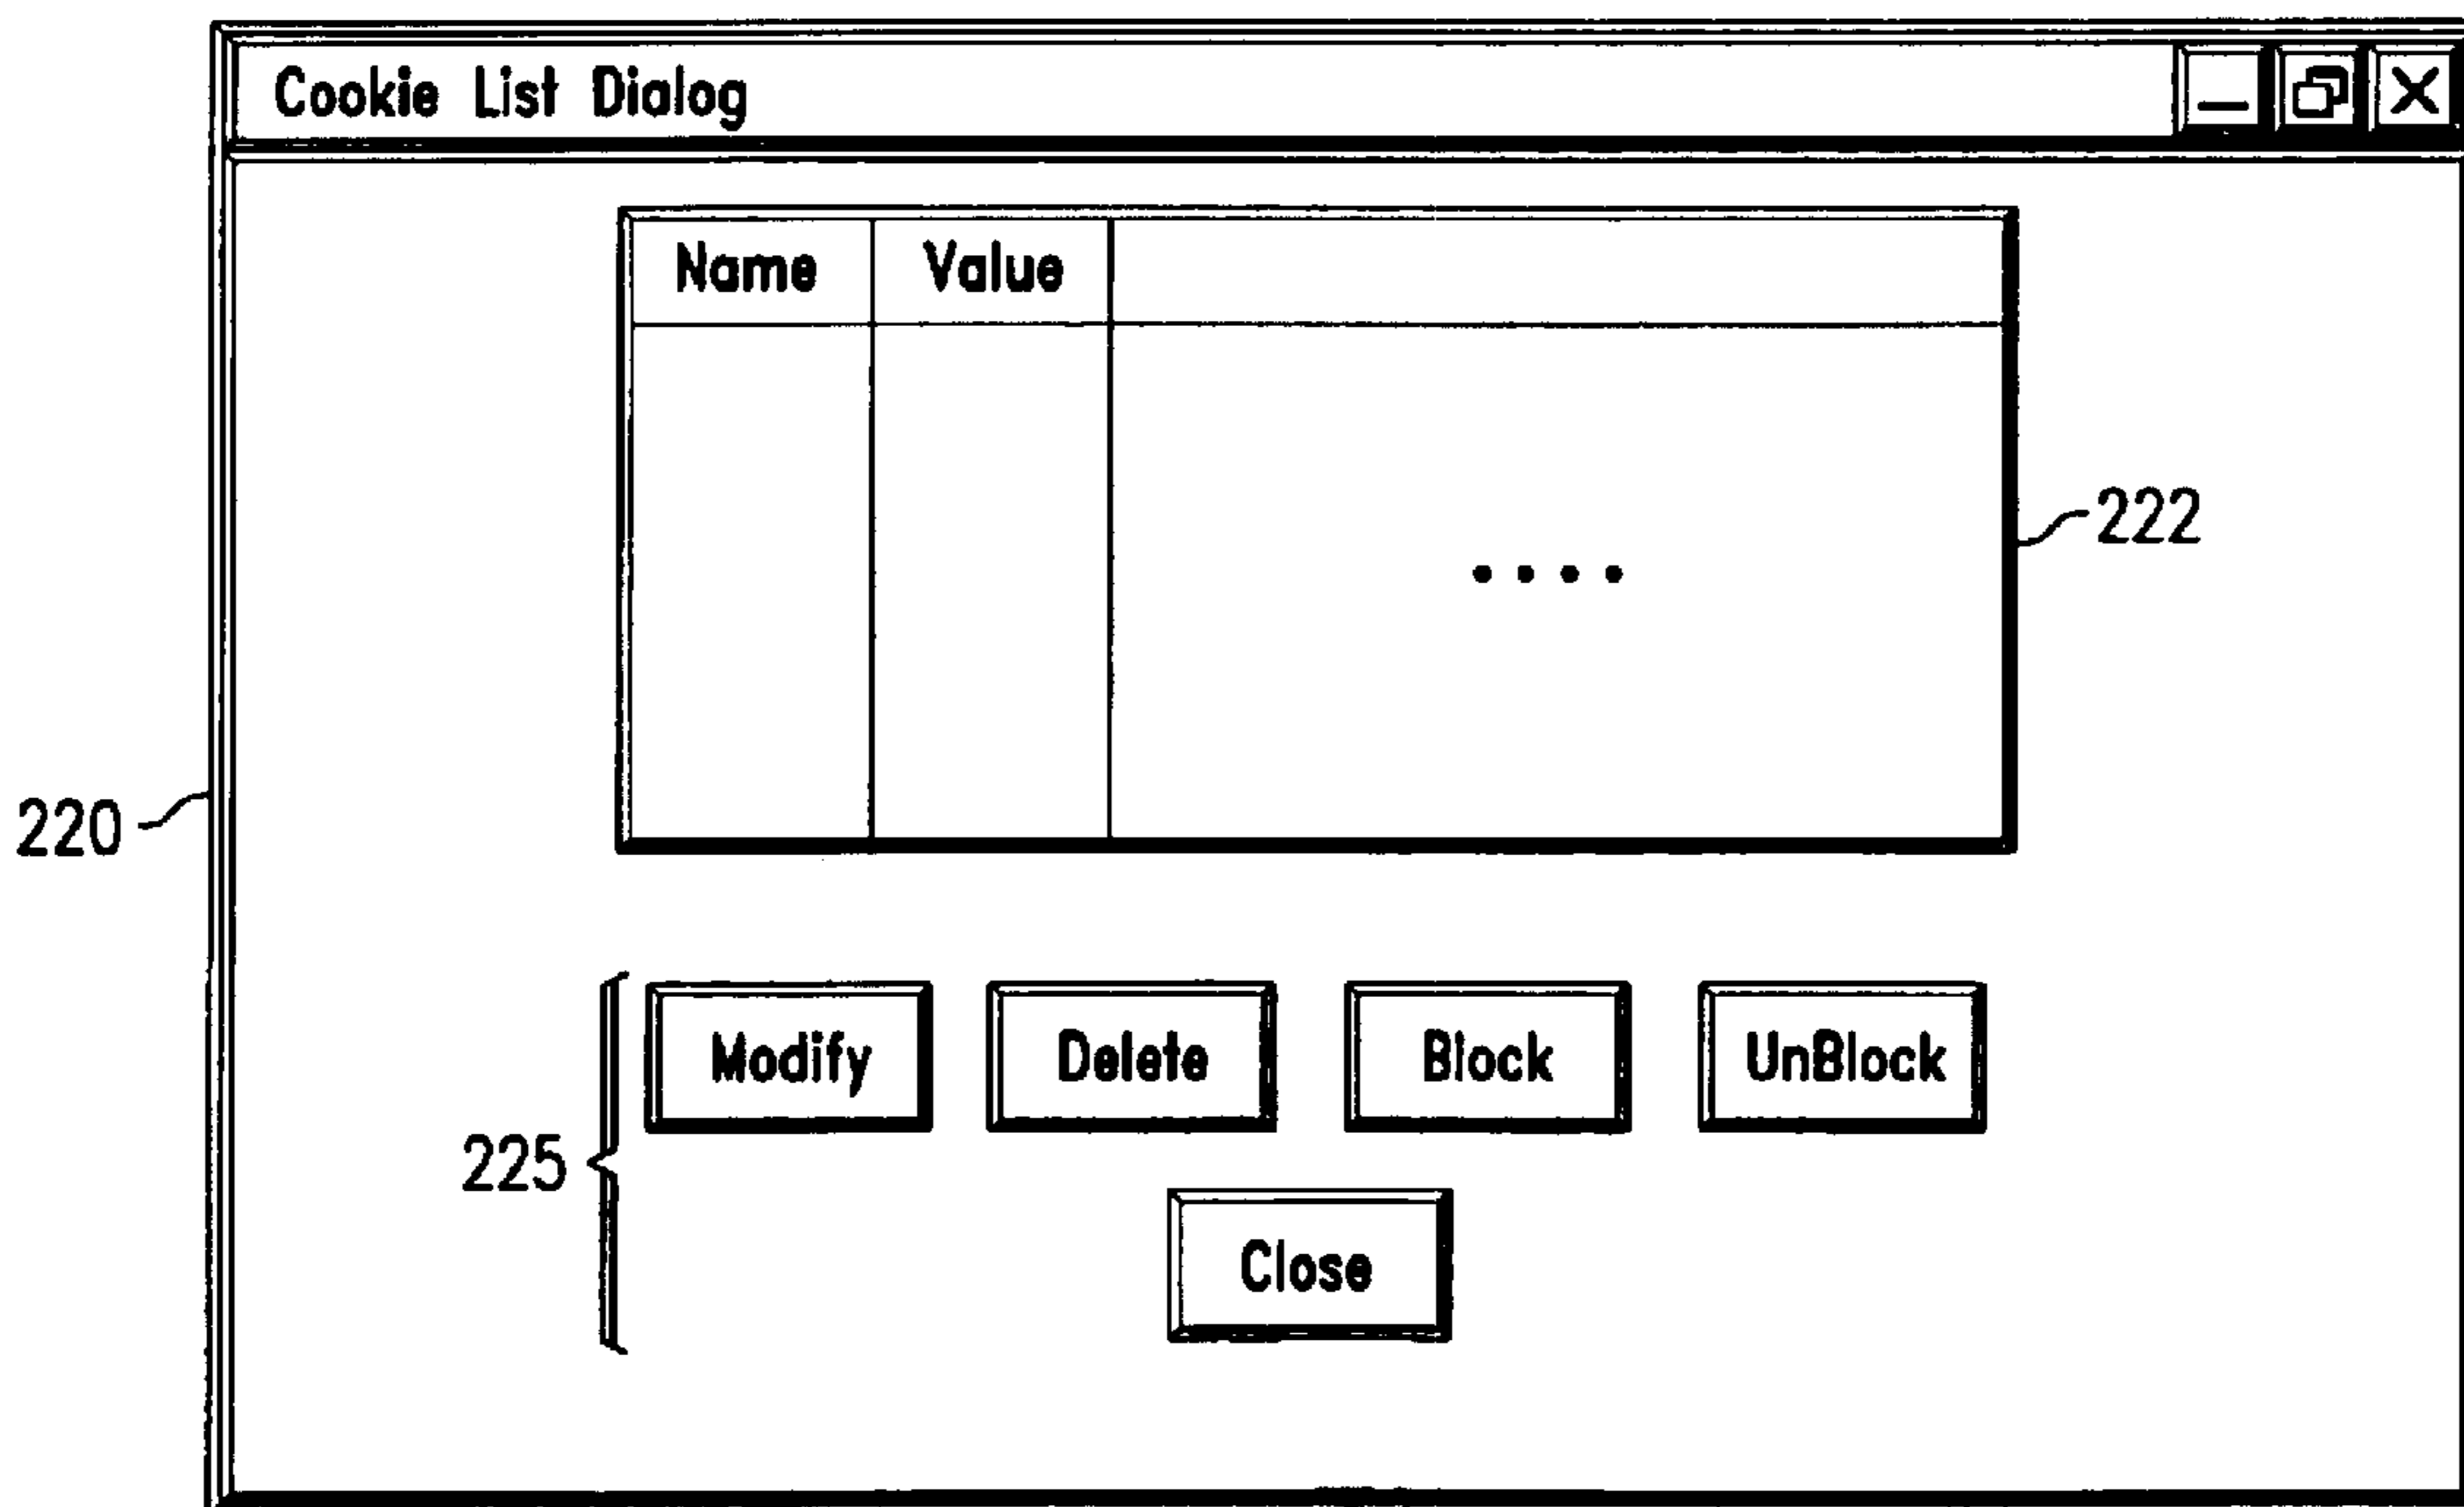 Cookie List Dialog
Name Value
....
222
220
Modify Delete Block UnBlock
225
Close